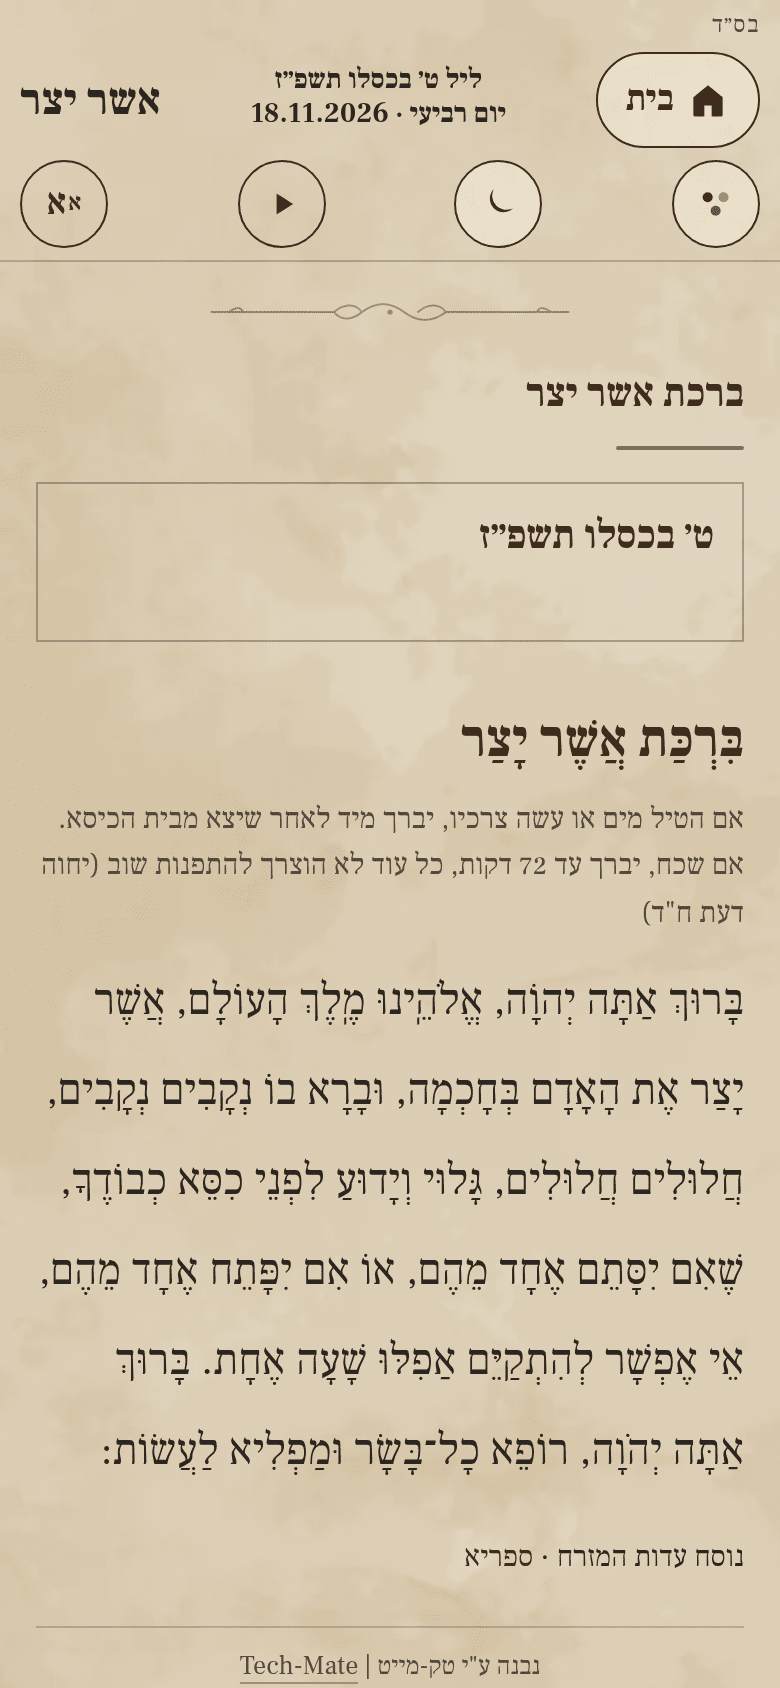 בס״ד
בית
ליל ט׳ בכסלו תשפ״ז
יום רביעי · 18.11.2026
אשר יצר
אא
ברכת אשר יצר
ט׳ בכסלו תשפ״ז
בִּרְכַּת אֲשֶׁר יָצַר
אם הטיל מים או עשה צרכיו, יברך מיד לאחר שיצא מבית הכיסא.
אם שכח, יברך עד 72 דקות, כל עוד לא הוצרך להתפנות שוב (יחוה
דעת ח"ד)
בָּרוּךְ אַתָּה יְהוָֹה, אֱלֹהֵֽינוּ מֶֽלֶךְ הָעוֹלָם, אֲשֶׁר
יָצַר אֶת הָאָדָם בְּחָכְמָה, וּבָרָא בוֹ נְקָבִים נְקָבִים,
חֲלוּלִים חֲלוּלִים, גָּלוּי וְיָדוּעַ לִפְנֵי כִסֵּא כְבוֹדֶךָ,
שֶׁאִם יִסָּתֵם אֶחָד מֵהֶם, אוֹ אִם יִפָּתֵח אֶחָד מֵהֶם,
אֵי אֶפְשָׁר לְהִתְקַיֵּם אַפִלּוּ שָׁעָה אֶחָת. בָּרוּךְ
אַתָּה יְהֹוָה, רוֹפֵא כָל־בָּשָׂר וּמַפְלִיא לַעֲשׂוֹת:
נוסח עדות המזרח · ספריא
נבנה ע"י טק-מייט | Tech-Mate